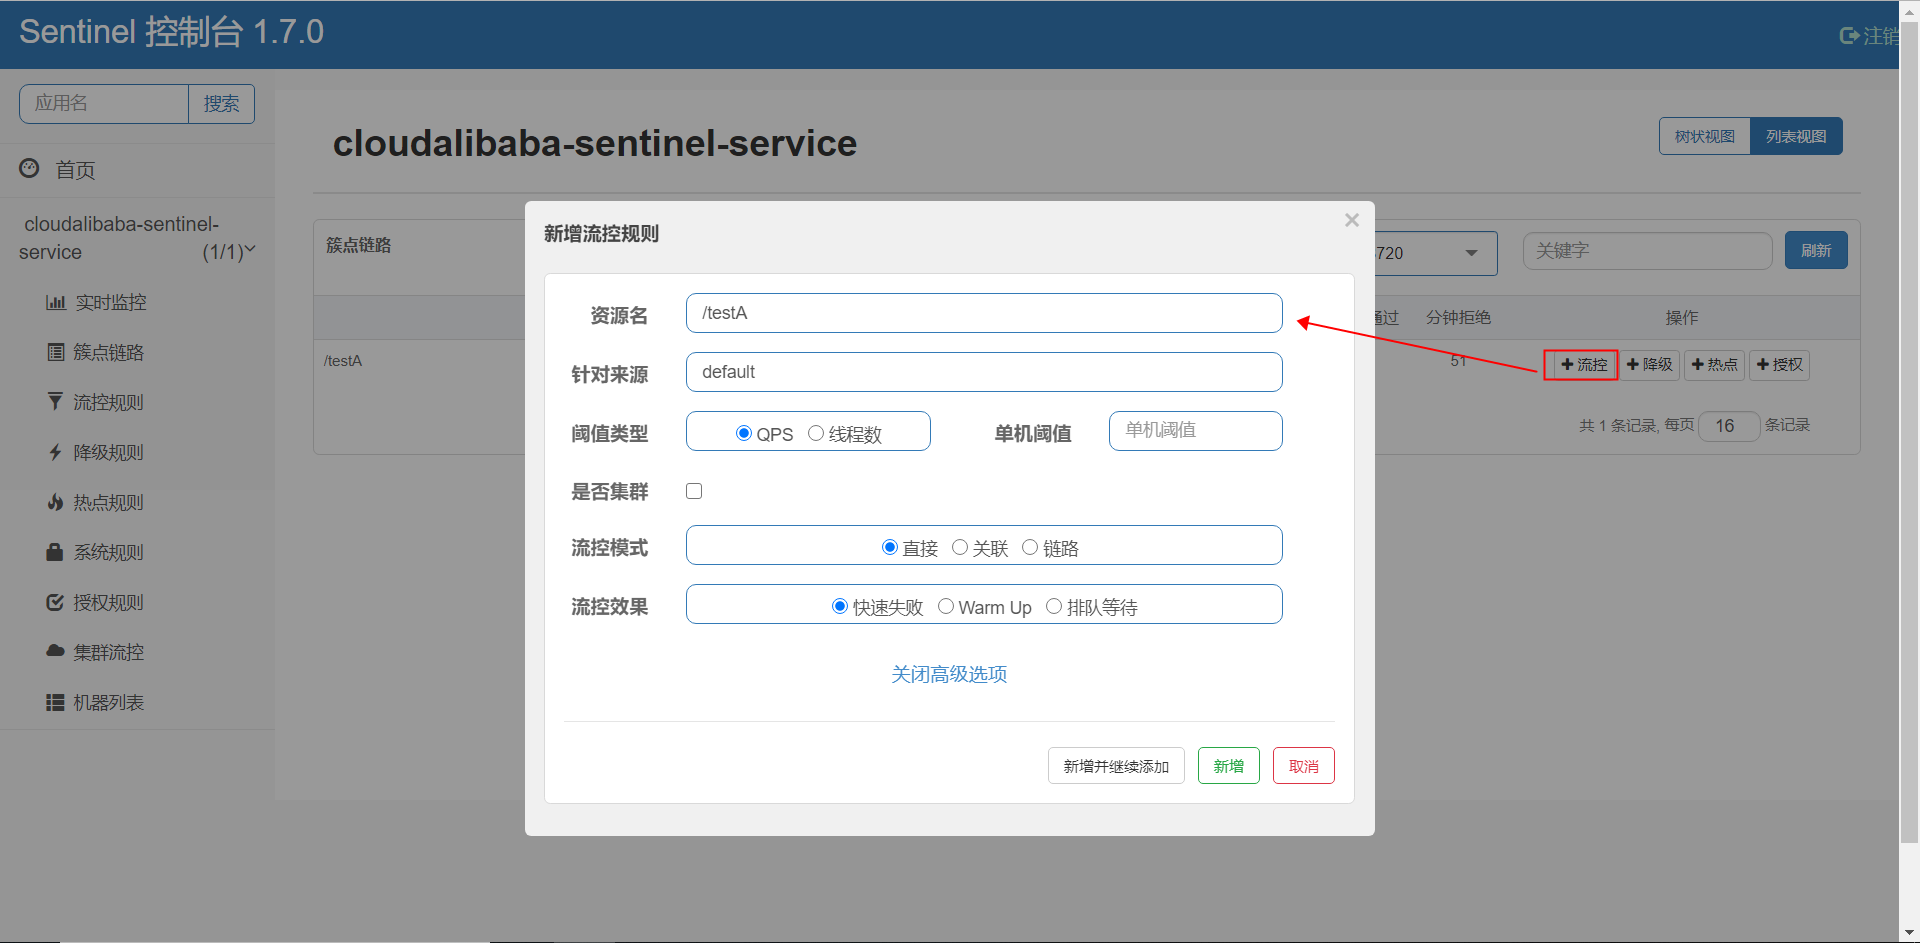 Sentinel 控制台 1.7.0
注销
应用名
搜索
首页
cloudalibaba-sentinel-
service
(1/1)
实时监控
簇点链路
流控规则
降级规则
热点规则
系统规则
授权规则
集群流控
机器列表
cloudalibaba-sentinel-service
树状视图
列表视图
簇点链路
720
关键字
刷新
通过
分钟拒绝
操作
/testA
51
流控
降级
热点
授权
共 1 条记录, 每页 16 条记录
新增流控规则
×
资源名
/testA
针对来源
default
阈值类型
QPS 线程数
单机阈值
单机阈值
是否集群
流控模式
直接 关联 链路
流控效果
快速失败 Warm Up 排队等待
关闭高级选项
新增并继续添加
新增
取消